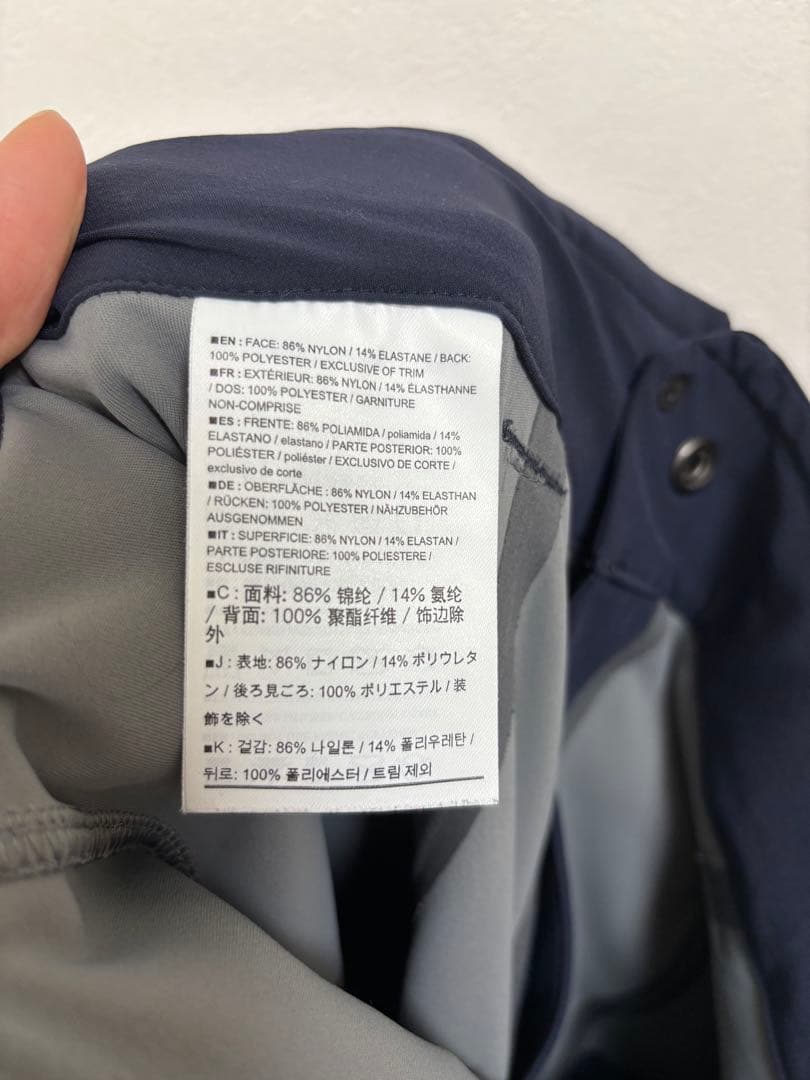 ■EN : FACE: 86% NYLON / 14% ELASTANE / BACK:
100% POLYESTER / EXCLUSIVE OF TRIM
■FR : EXTÉRIEUR: 86% NYLON / 14% ÉLASTHANNE
/ DOS: 100% POLYESTER / GARNITURE
NON-COMPRISE
■ES : FRENTE: 86% POLIAMIDA / poliamida / 14%
ELASTANO / elastano / PARTE POSTERIOR: 100%
POLIÉSTER / poliéster / EXCLUSIVO DE CORTE /
exclusivo de corte
■DE : OBERFLÄCHE : 86% NYLON / 14% ELASTHAN
/ RÜCKEN: 100% POLYESTER / NÄHZUBEHÖR
AUSGENOMMEN
■IT : SUPERFICIE: 86% NYLON / 14% ELASTAN /
PARTE POSTERIORE: 100% POLIESTERE /
ESCLUSE RIFINITURE
■C : 面料: 86% 锦纶 / 14% 氨纶
/ 背面: 100% 聚酯纤维 / 饰边除
外
■J : 表地: 86% ナイロン / 14% ポリウレタ
ン / 後ろ見ごろ: 100% ポリエステル / 装
飾を除く
■K : 겉감: 86% 나일론 / 14% 폴리우레탄 /
뒤로: 100% 폴리에스터 / 트림 제외